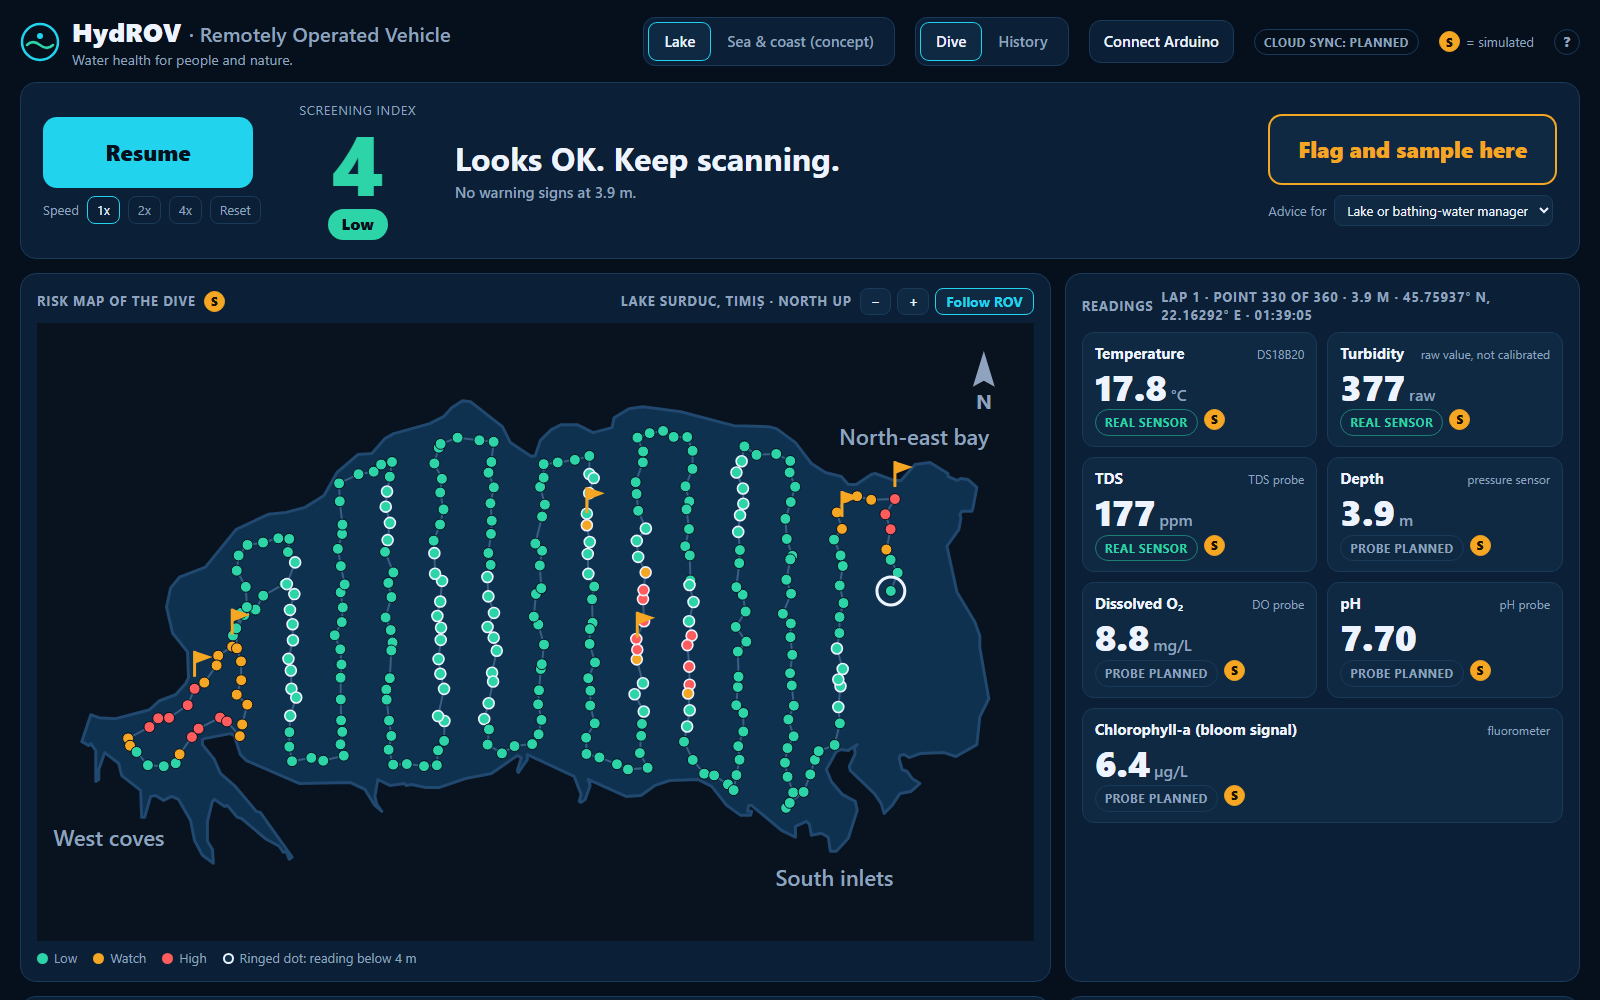 HydROV · Remotely Operated Vehicle
Water health for people and nature.
Lake
Sea & coast (concept)
Dive
History
Connect Arduino
CLOUD SYNC: PLANNED
S = simulated
?
Resume
Speed 1x 2x 4x Reset
SCREENING INDEX
4
Low
Looks OK. Keep scanning.
No warning signs at 3.9 m.
Flag and sample here
Advice for Lake or bathing-water manager
RISK MAP OF THE DIVE S
LAKE SURDUC, TIMIȘ · NORTH UP
− + Follow ROV
N
North-east bay
West coves
South inlets
Low Watch High Ringed dot: reading below 4 m
READINGS
LAP 1 · POINT 330 OF 360 · 3.9 M · 45.75937° N,
22.16292° E · 01:39:05
Temperature DS18B20
17.8 °C
REAL SENSOR S
Turbidity raw value, not calibrated
377 raw
REAL SENSOR S
TDS TDS probe
177 ppm
REAL SENSOR S
Depth pressure sensor
3.9 m
PROBE PLANNED S
Dissolved O₂ DO probe
8.8 mg/L
PROBE PLANNED S
pH pH probe
7.70
PROBE PLANNED S
Chlorophyll-a (bloom signal) fluorometer
6.4 µg/L
PROBE PLANNED S